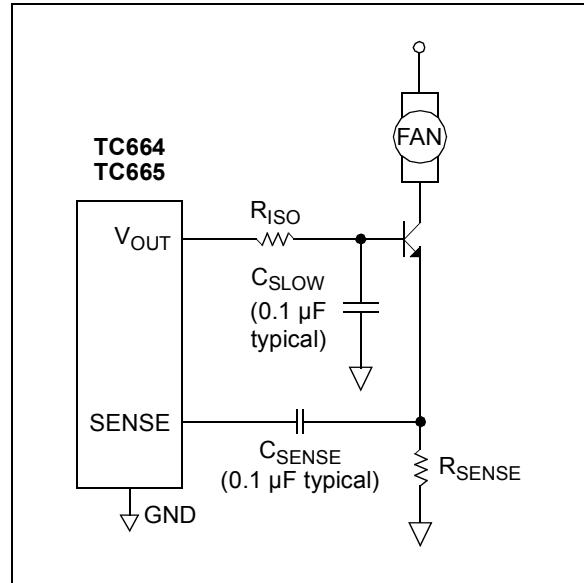 FAN
TC664
TC665
R_ISO
V_OUT
C_SLOW
(0.1 µF
typical)
SENSE
C_SENSE
(0.1 µF typical)
R_SENSE
GND